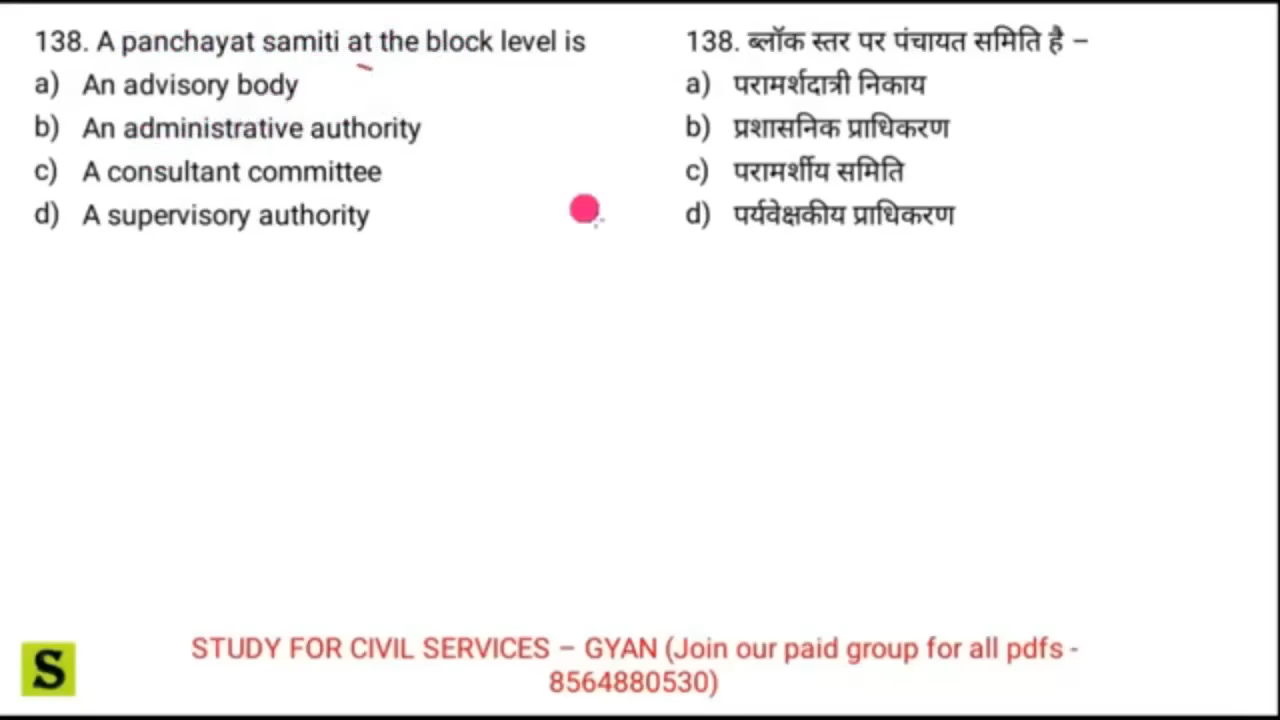 138. A panchayat samiti at the block level is
a) An advisory body
b) An administrative authority
c) A consultant committee
d) A supervisory authority
138. ब्लॉक स्तर पर पंचायत समिति है –
a) परामर्शदात्री निकाय
b) प्रशासनिक प्राधिकरण
c) परामर्शीय समिति
d) पर्यवेक्षकीय प्राधिकरण
S
STUDY FOR CIVIL SERVICES – GYAN (Join our paid group for all pdfs -
8564880530)